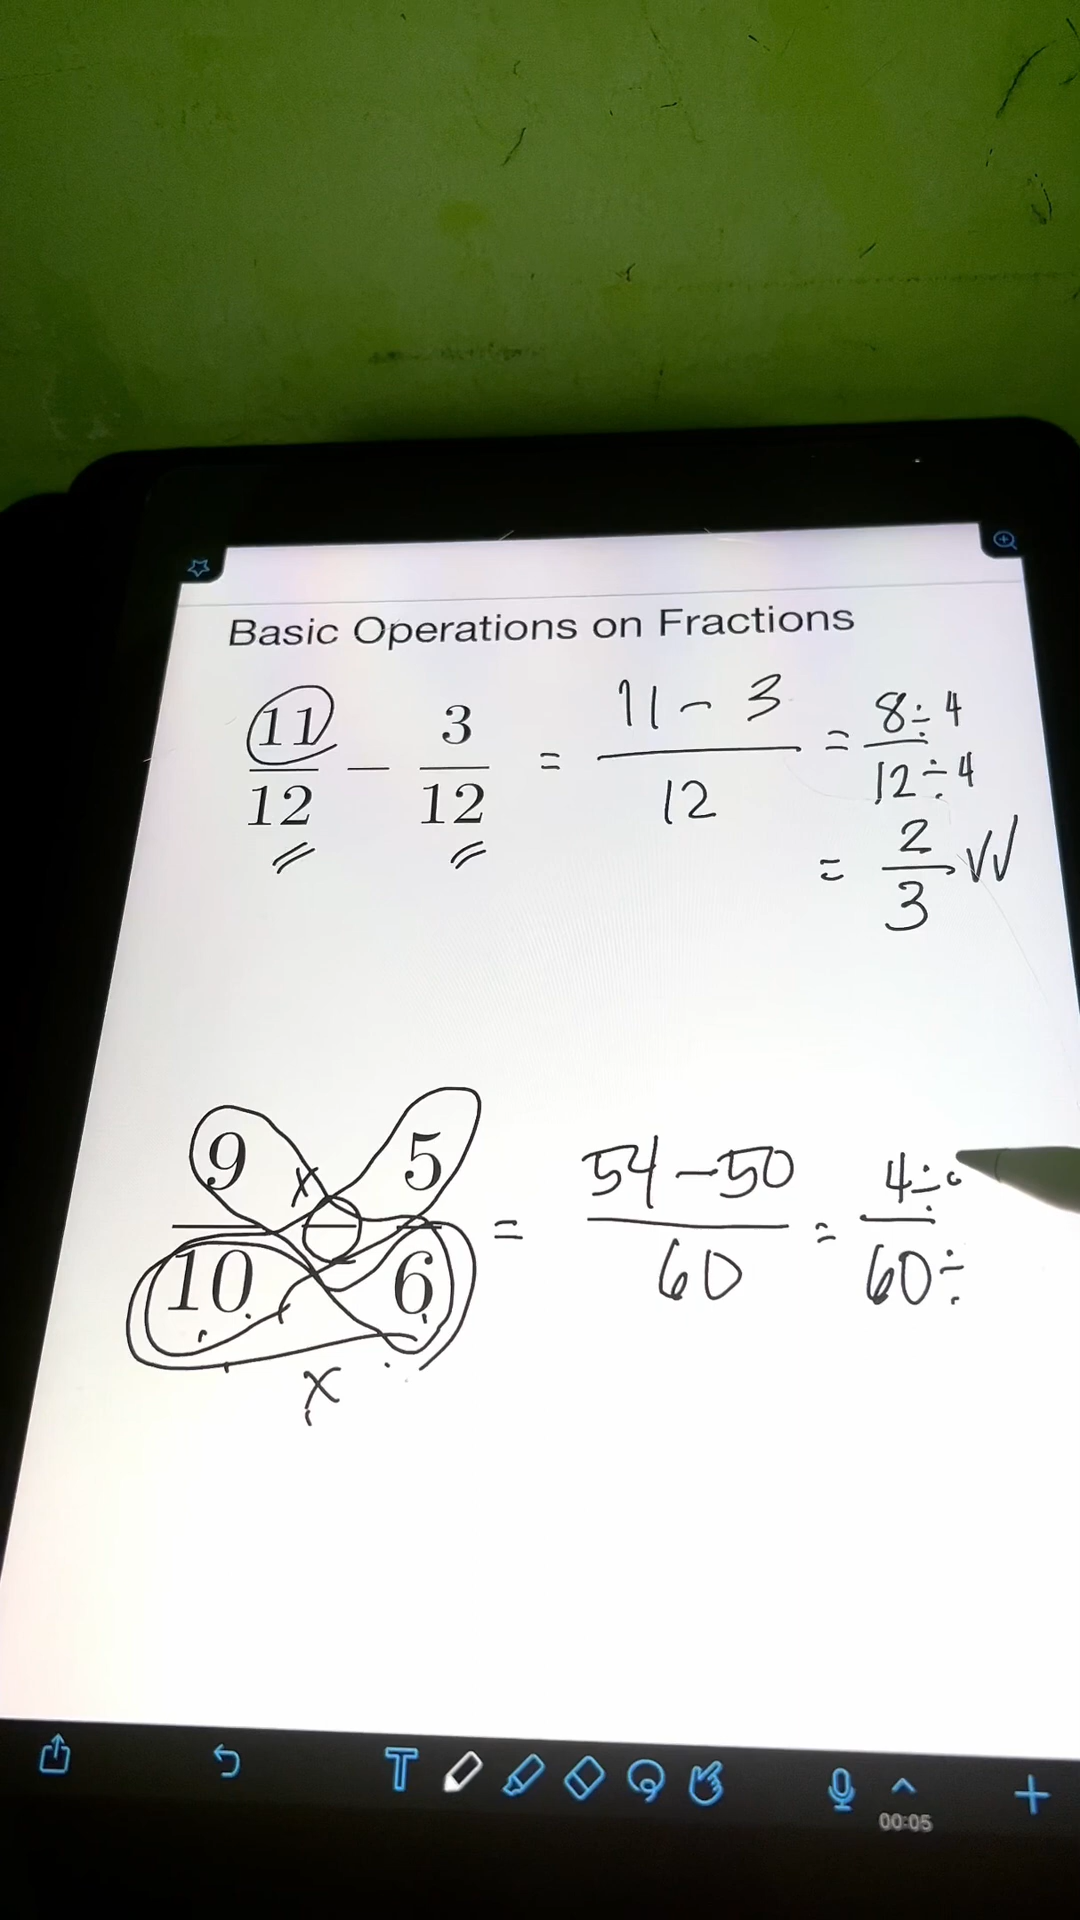 Basic Operations on Fractions
11/12 − 3/12 = (11 − 3)/12 = (8÷4)/(12÷4)
= 2/3
9/10 − 5/6 = (54 − 50)/60 = (4÷)/(60÷)
x
x
T
00:05